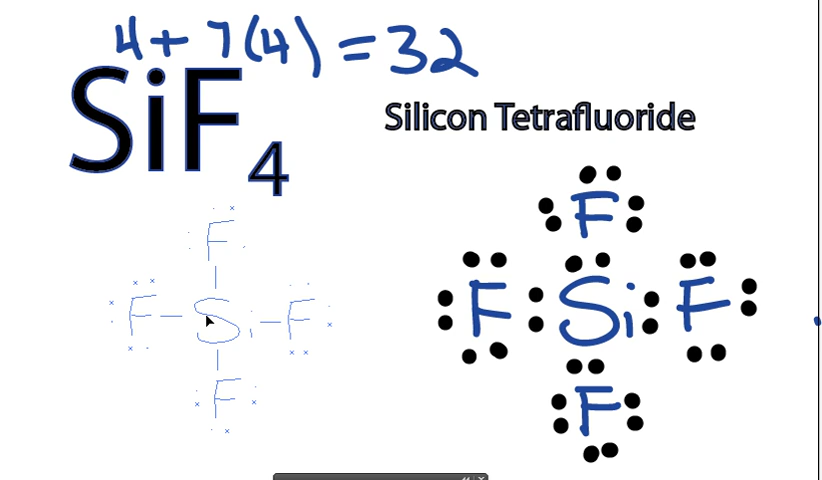 4 + 7(4) = 32
SiF4
Silicon Tetrafluoride
F
F
F Si F
F Si F
F
F